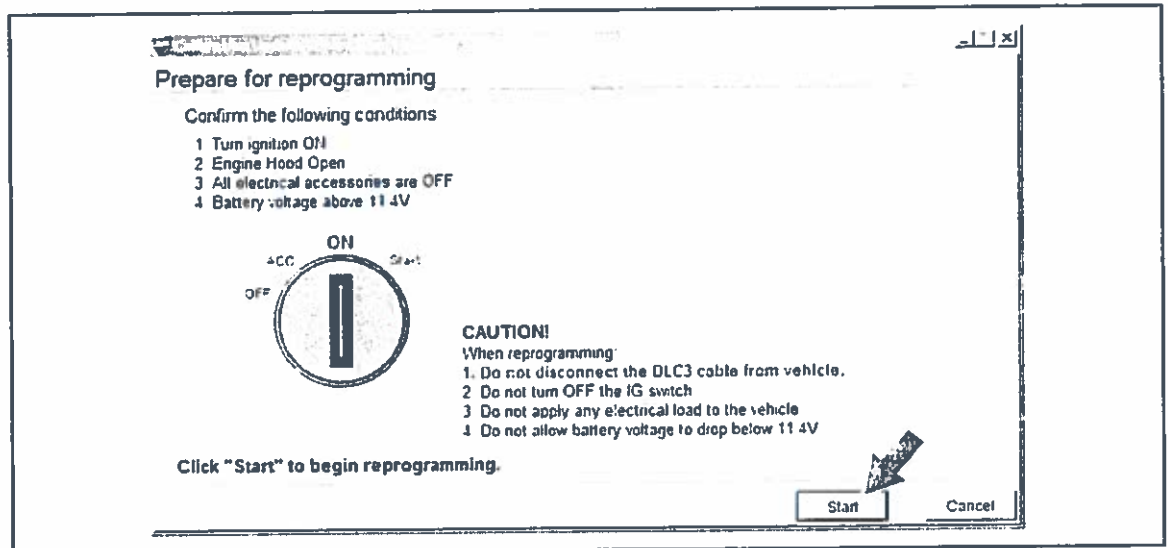 Prepare for reprogramming
Confirm the following conditions
1 Turn ignition ON
2 Engine Hood Open
3 All electrical accessories are OFF
4 Battery voltage above 11.4V
ON
ACC Start
OFF
CAUTION!
When reprogramming:
1. Do not disconnect the DLC3 cable from vehicle.
2 Do not turn OFF the IG switch
3 Do not apply any electrical load to the vehicle
4 Do not allow battery voltage to drop below 11.4V
Click "Start" to begin reprogramming.
Start Cancel